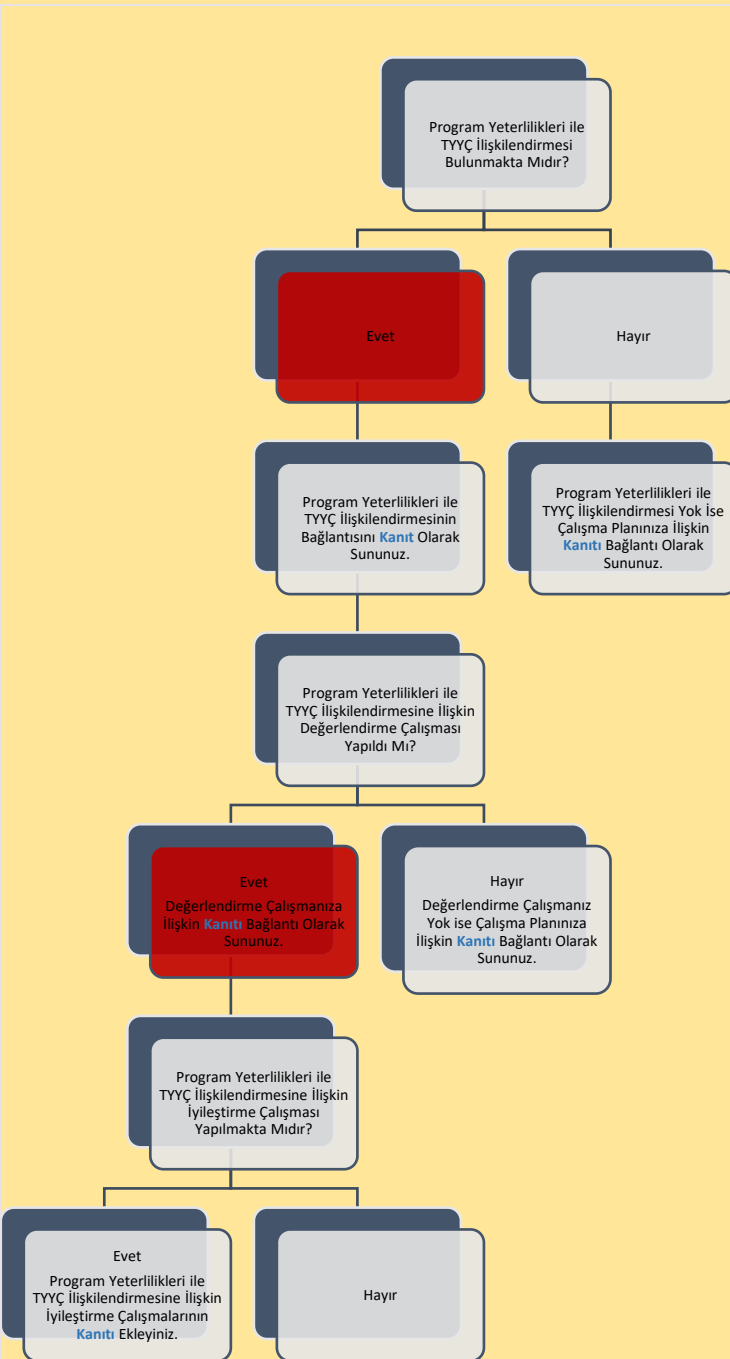 Program Yeterlilikleri ile
TYYÇ İlişkilendirmesi
Bulunmakta Mıdır?
Evet
Hayır
Program Yeterlilikleri ile
TYYÇ İlişkilendirmesinin
Bağlantısını Kanıt Olarak
Sununuz.
Program Yeterlilikleri ile
TYYÇ İlişkilendirmesi Yok İse
Çalışma Planınıza İlişkin
Kanıtı Bağlantı Olarak
Sununuz.
Program Yeterlilikleri ile
TYYÇ İlişkilendirmesine İlişkin
Değerlendirme Çalışması
Yapıldı Mı?
Evet
Değerlendirme Çalışmanıza
İlişkin Kanıtı Bağlantı Olarak
Sununuz.
Hayır
Değerlendirme Çalışmanız
Yok ise Çalışma Planınıza
İlişkin Kanıtı Bağlantı Olarak
Sununuz.
Program Yeterlilikleri ile
TYYÇ İlişkilendirmesine İlişkin
İyileştirme Çalışması
Yapılmakta Mıdır?
Evet
Program Yeterlilikleri ile
TYYÇ İlişkilendirmesine İlişkin
İyileştirme Çalışmalarının
Kanıtı Ekleyiniz.
Hayır